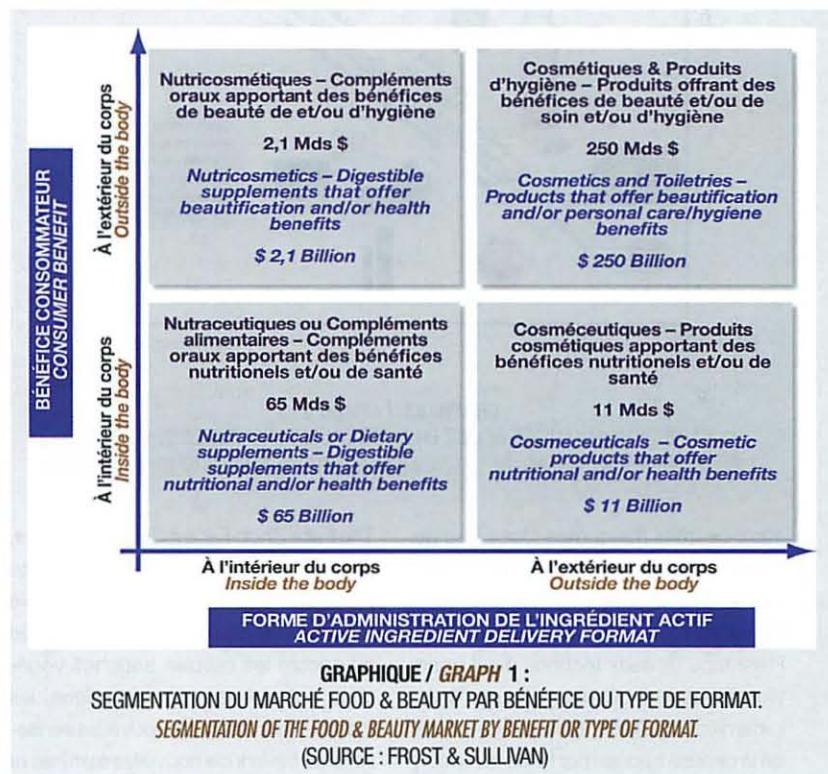 BÉNÉFICE CONSOMMATEUR
CONSUMER BENEFIT
À l'extérieur du corps
Outside the body
Nutricosmétiques – Compléments
oraux apportant des bénéfices
de beauté de et/ou d'hygiène
2,1 Mds $
Nutricosmetics – Digestible
supplements that offer
beautification and/or health
benefits
$ 2,1 Billion
Cosmétiques & Produits
d'hygiène – Produits offrant des
bénéfices de beauté et/ou de
soin et/ou d'hygiène
250 Mds $
Cosmetics and Toiletries –
Products that offer beautification
and/or personal care/hygiene
benefits
$ 250 Billion
À l'intérieur du corps
Inside the body
Nutraceutiques ou Compléments
alimentaires – Compléments
oraux apportant des bénéfices
nutritionels et/ou de santé
65 Mds $
Nutraceuticals or Dietary
supplements – Digestible
supplements that offer
nutritional and/or health benefits
$ 65 Billion
Cosméceutiques – Produits
cosmétiques apportant des
bénéfices nutritionels et/ou de
santé
11 Mds $
Cosmeceuticals – Cosmetic
products that offer
nutritional and/or health benefits
$ 11 Billion
À l'intérieur du corps
Inside the body
À l'extérieur du corps
Outside the body
FORME D'ADMINISTRATION DE L'INGRÉDIENT ACTIF
ACTIVE INGREDIENT DELIVERY FORMAT
GRAPHIQUE / GRAPH 1 :
SEGMENTATION DU MARCHÉ FOOD & BEAUTY PAR BÉNÉFICE OU TYPE DE FORMAT.
SEGMENTATION OF THE FOOD & BEAUTY MARKET BY BENEFIT OR TYPE OF FORMAT.
(SOURCE : FROST & SULLIVAN)